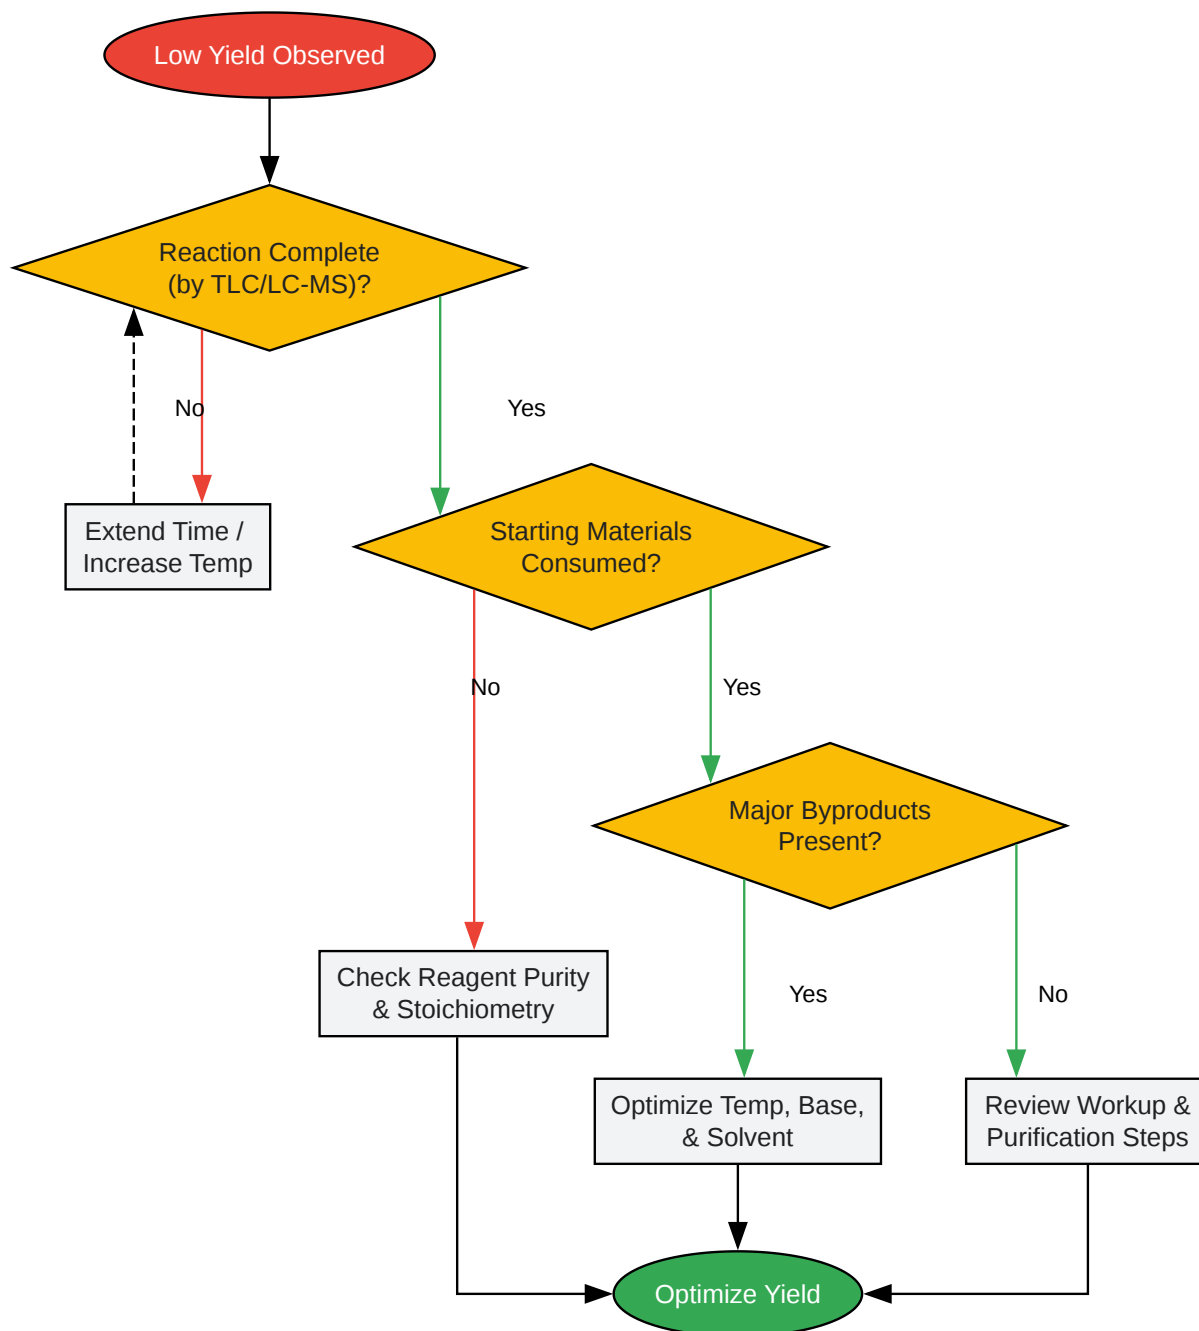 Low Yield Observed
Reaction Complete
(by TLC/LC-MS)?
No
Yes
Extend Time /
Increase Temp
Starting Materials
Consumed?
No
Yes
Major Byproducts
Present?
Check Reagent Purity
& Stoichiometry
Yes
No
Optimize Temp, Base,
& Solvent
Review Workup &
Purification Steps
Optimize Yield